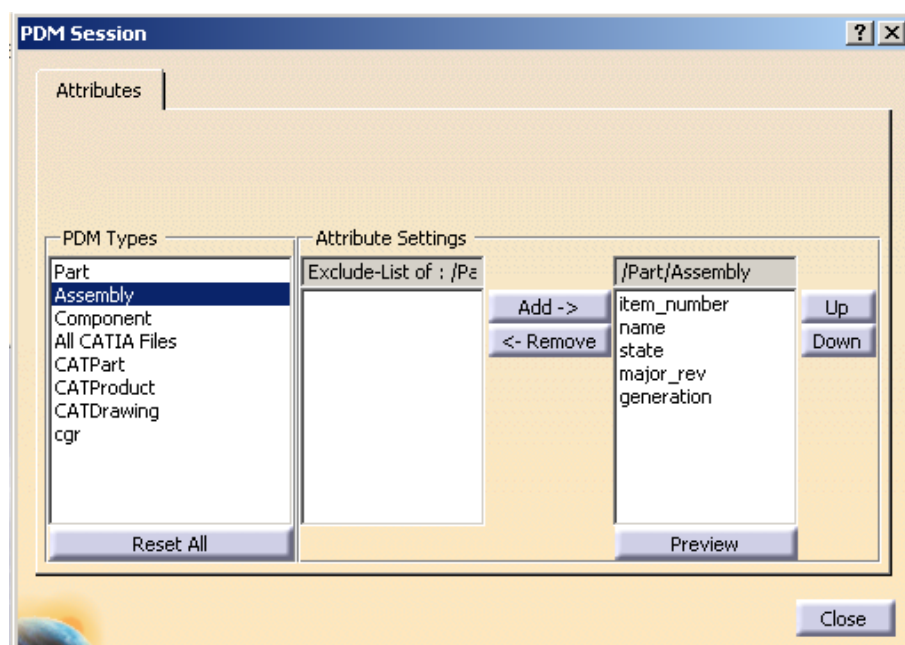 PDM Session
Attributes
PDM Types
Attribute Settings
Part
Assembly
Component
All CATIA Files
CATPart
CATProduct
CATDrawing
cgr
Reset All
Exclude-List of : /Pa
Add ->
<- Remove
/Part/Assembly
item_number
name
state
major_rev
generation
Up
Down
Preview
Close